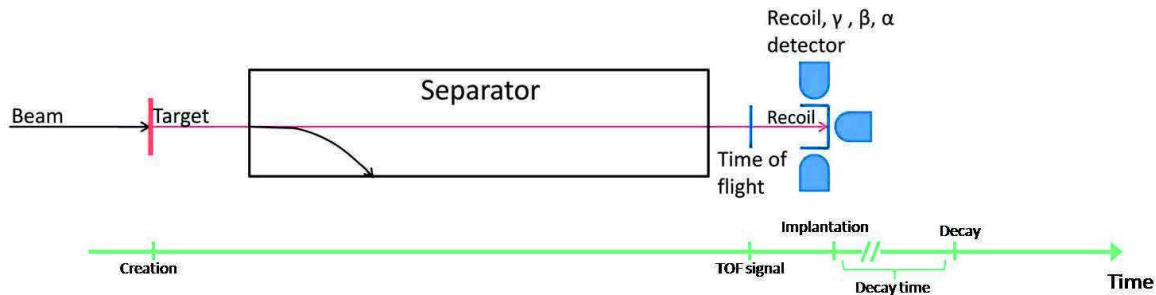 Recoil, γ , β, α
detector
Separator
Beam
Target
Recoil
Time of
flight
Implantation
Decay
Creation
TOF signal
Decay time
Time